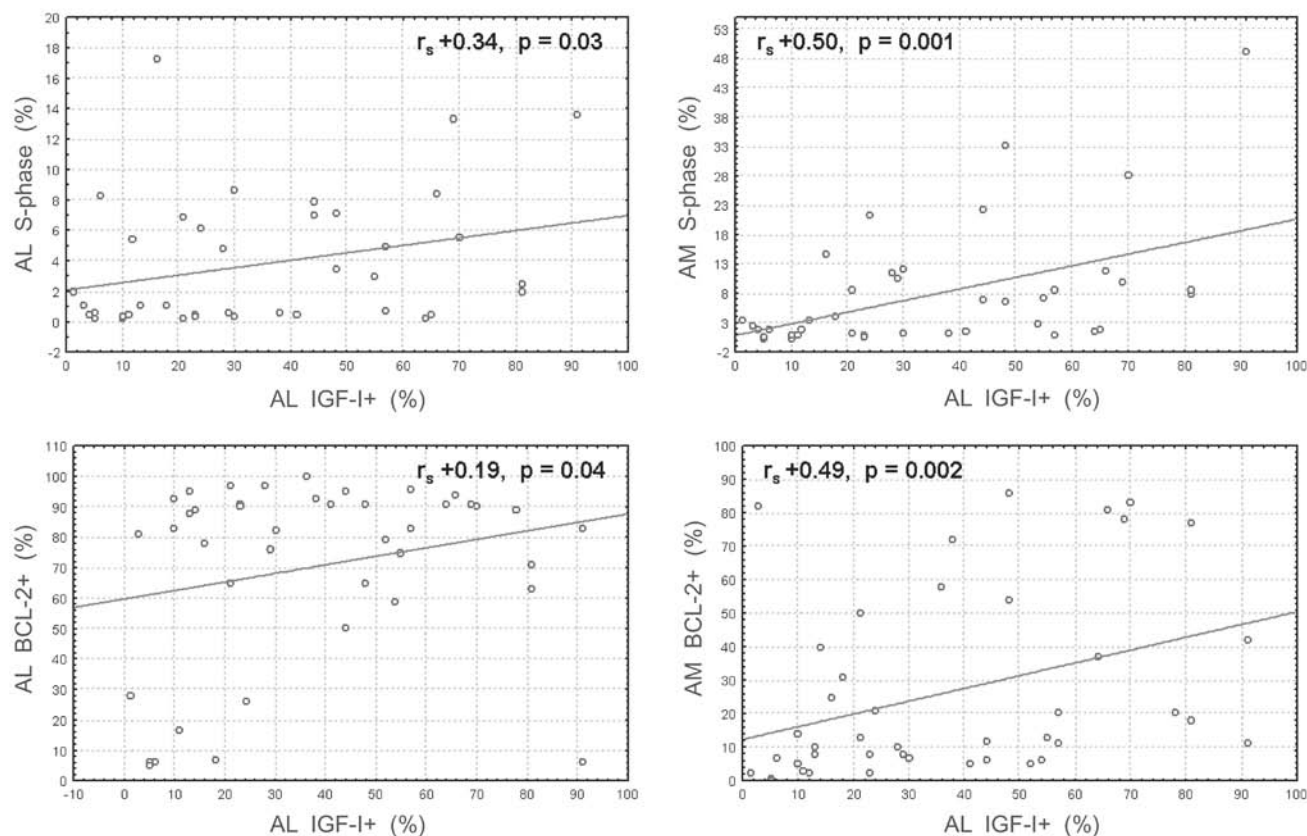 r_s +0.34, p = 0.03
20
18
16
14
12
10
8
6
4
2
0
-2
AL S-phase (%)
0 10 20 30 40 50 60 70 80 90 100
AL IGF-I+ (%)
r_s +0.50, p = 0.001
53
48
43
38
33
28
23
18
13
8
3
-2
AM S-phase (%)
0 10 20 30 40 50 60 70 80 90 100
AL IGF-I+ (%)
r_s +0.19, p = 0.04
110
100
90
80
70
60
50
40
30
20
10
0
AL BCL-2+ (%)
-10 0 10 20 30 40 50 60 70 80 90 100
AL IGF-I+ (%)
r_s +0.49, p = 0.002
100
90
80
70
60
50
40
30
20
10
0
AM BCL-2+ (%)
0 10 20 30 40 50 60 70 80 90 100
AL IGF-I+ (%)